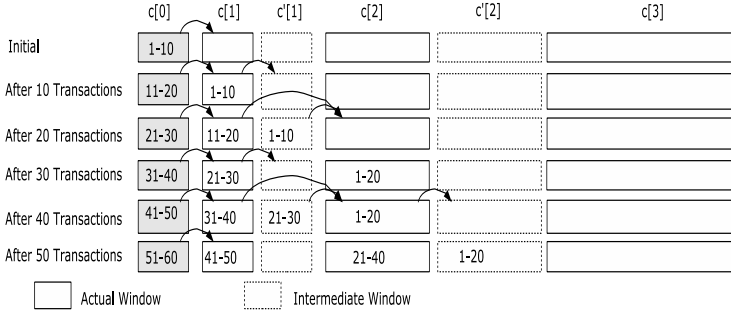 c[0] c[1] c'[1] c[2] c'[2] c[3]
Initial 1-10
After 10 Transactions 11-20 1-10
After 20 Transactions 21-30 11-20 1-10
After 30 Transactions 31-40 21-30 1-20
After 40 Transactions 41-50 31-40 21-30 1-20
After 50 Transactions 51-60 41-50 21-40 1-20
Actual Window Intermediate Window